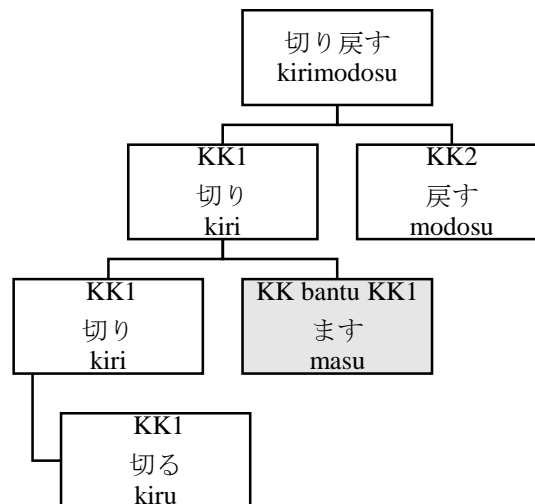 切り戻す
kirimodosu
KK1
切り
kiri
KK2
戻す
modosu
KK1
切り
kiri
KK bantu KK1
ます
masu
KK1
切る
kiru